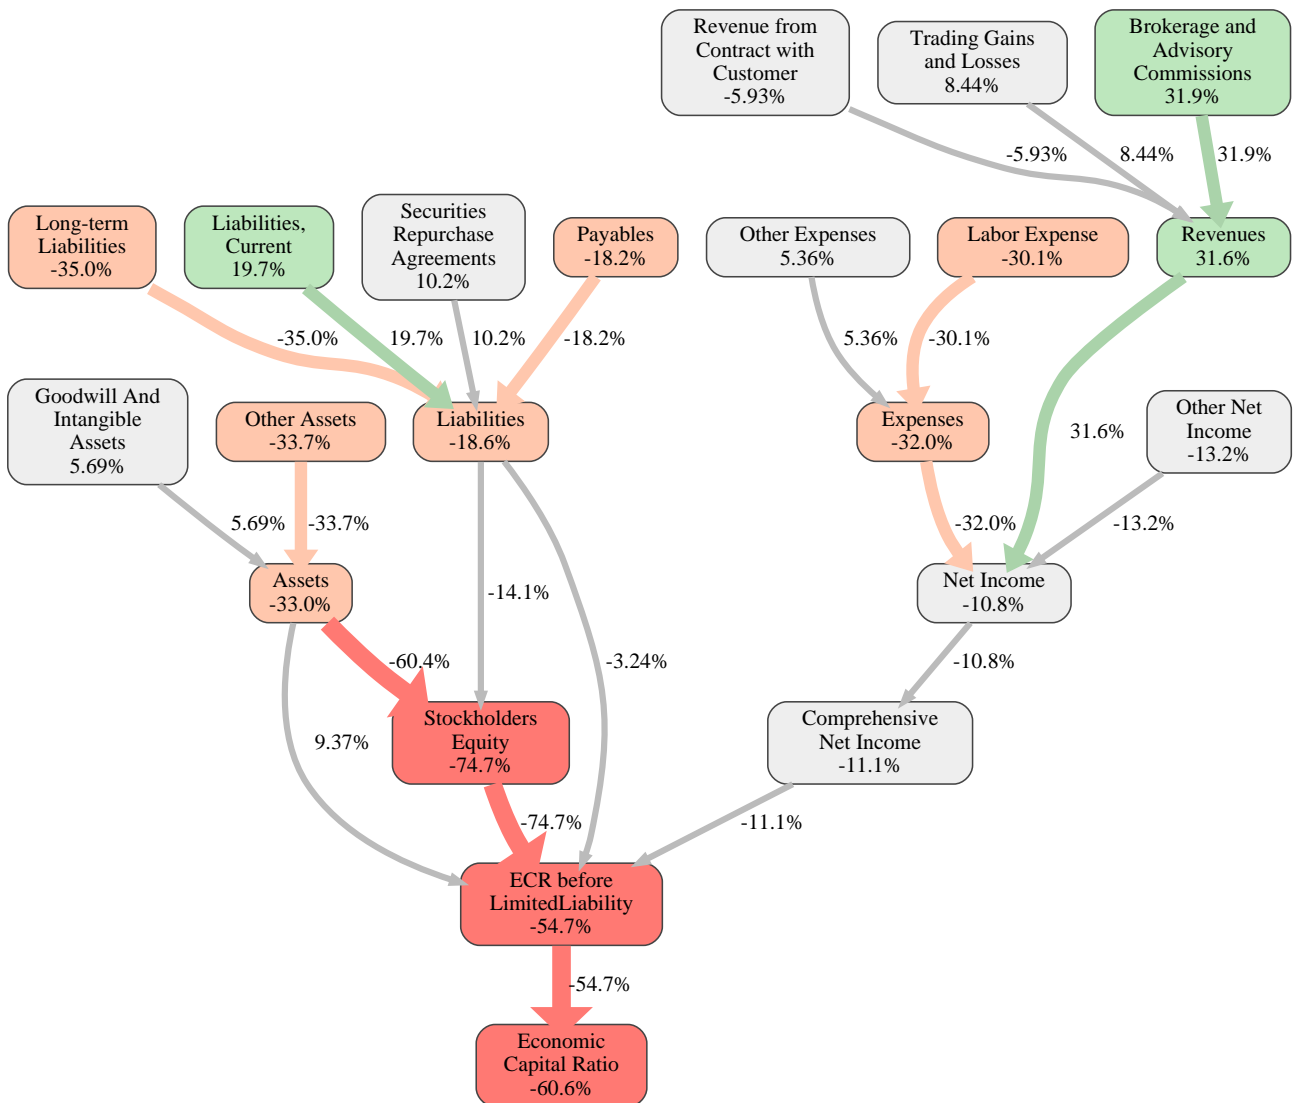 Revenue from
Contract with
Customer
-5.93%
Trading Gains
and Losses
8.44%
Brokerage and
Advisory
Commissions
31.9%
-5.93%
8.44%
31.9%
Long-term
Liabilities
-35.0%
Liabilities,
Current
19.7%
Securities
Repurchase
Agreements
10.2%
Payables
-18.2%
Other Expenses
5.36%
Labor Expense
-30.1%
Revenues
31.6%
-35.0%
19.7%
10.2%
-18.2%
5.36%
-30.1%
Goodwill And
Intangible
Assets
5.69%
Other Assets
-33.7%
Liabilities
-18.6%
Expenses
-32.0%
31.6%
Other Net
Income
-13.2%
5.69%
-33.7%
-32.0%
-13.2%
Assets
-33.0%
-14.1%
Net Income
-10.8%
-60.4%
-3.24%
-10.8%
9.37%
Stockholders
Equity
-74.7%
Comprehensive
Net Income
-11.1%
-74.7%
-11.1%
ECR before
LimitedLiability
-54.7%
-54.7%
Economic
Capital Ratio
-60.6%